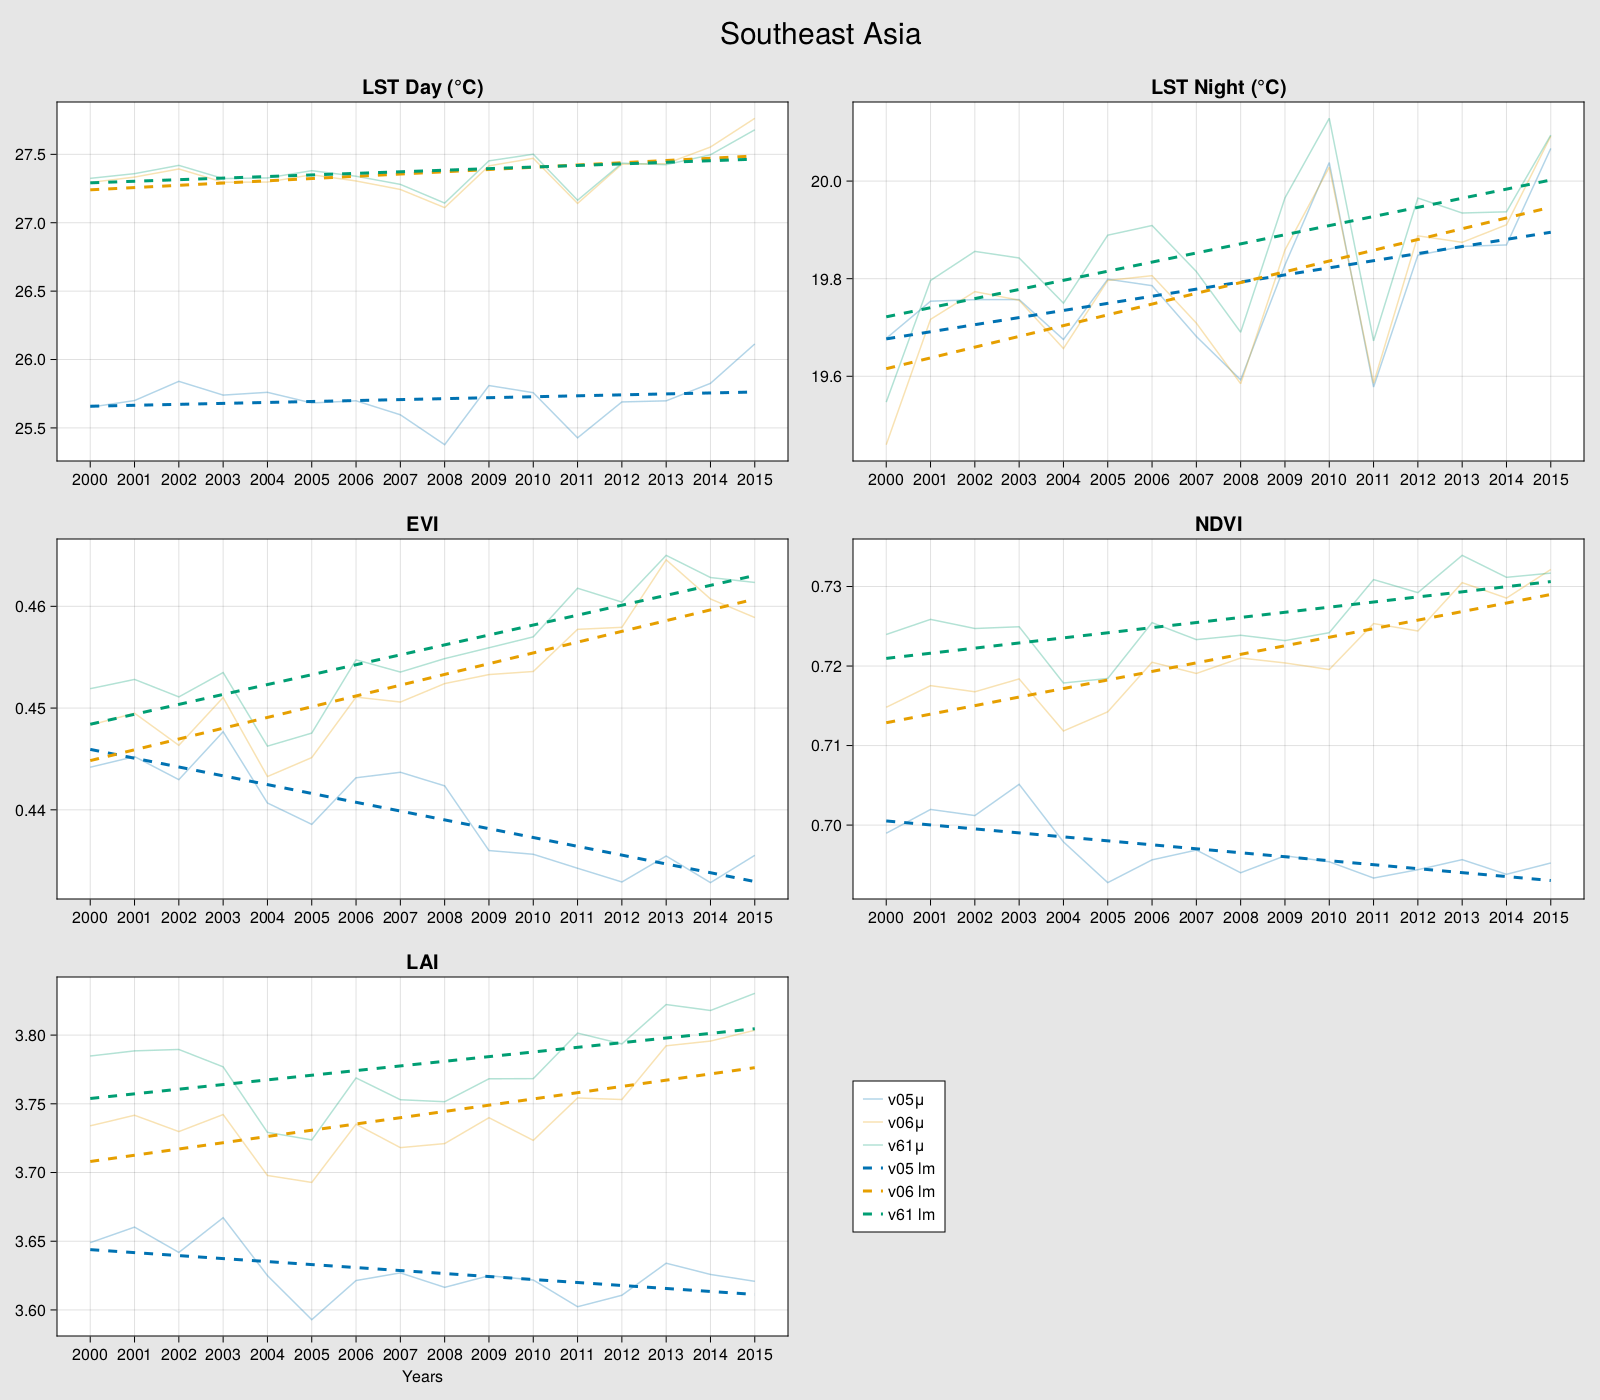 Southeast Asia
LST Day (°C)
27.5
27.0
26.5
26.0
25.5
2000 2001 2002 2003 2004 2005 2006 2007 2008 2009 2010 2011 2012 2013 2014 2015
LST Night (°C)
20.0
19.8
19.6
2000 2001 2002 2003 2004 2005 2006 2007 2008 2009 2010 2011 2012 2013 2014 2015
EVI
0.46
0.45
0.44
2000 2001 2002 2003 2004 2005 2006 2007 2008 2009 2010 2011 2012 2013 2014 2015
NDVI
0.73
0.72
0.71
0.70
2000 2001 2002 2003 2004 2005 2006 2007 2008 2009 2010 2011 2012 2013 2014 2015
LAI
3.80
3.75
3.70
3.65
3.60
2000 2001 2002 2003 2004 2005 2006 2007 2008 2009 2010 2011 2012 2013 2014 2015
Years
v05μ
v06μ
v61μ
v05 lm
v06 lm
v61 lm